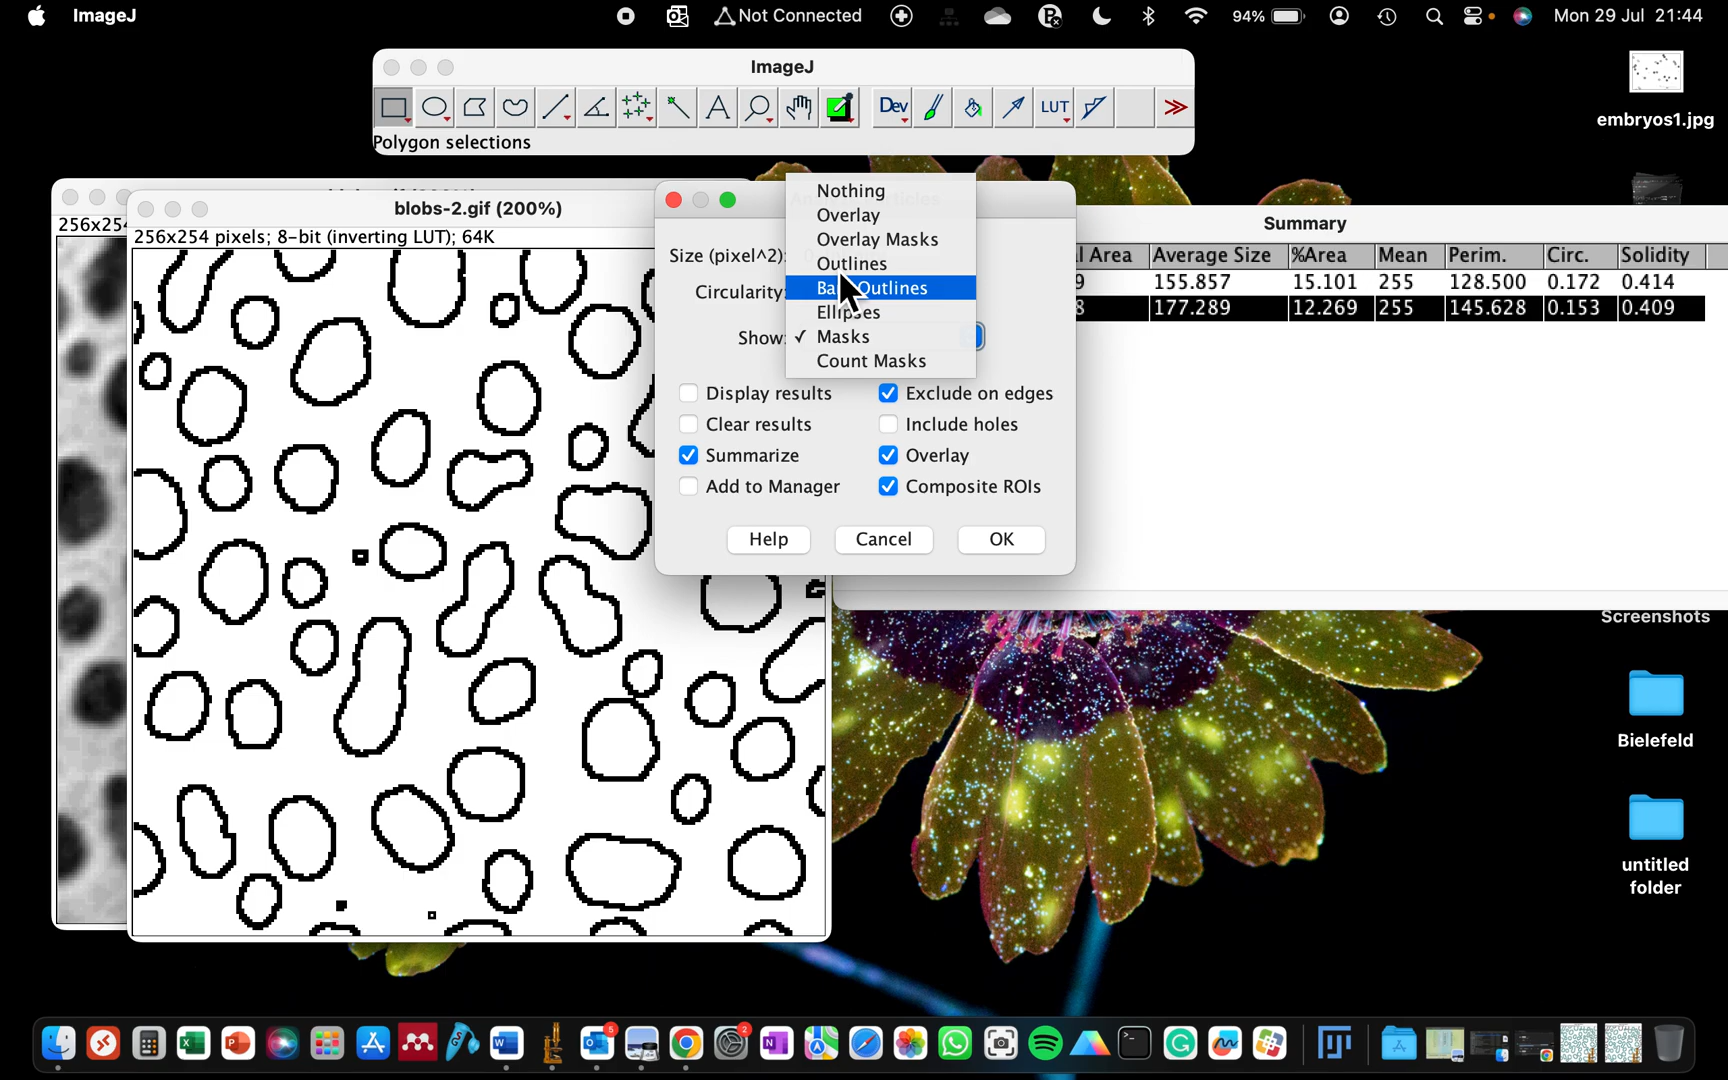 ImageJ
Not Connected
94%
Mon 29 Jul 21:44
ImageJ
Dev
LUT
Polygon selections
embryos1.jpg
256x254
blobs-2.gif (200%)
256x254 pixels; 8-bit (inverting LUT); 64K
Size (pixel^2):
Circularity:
Show:
Nothing
Overlay
Overlay Masks
Outlines
Outlines
Ellipses
✓ Masks
Count Masks
Display results
Exclude on edges
Clear results
Include holes
Summarize
Overlay
Add to Manager
Composite ROIs
Help
Cancel
OK
Summary
Area Average Size %Area Mean Perim. Circ. Solidity
9 155.857 15.101 255 128.500 0.172 0.414
8 177.289 12.269 255 145.628 0.153 0.409
Screenshots
Bielefeld
untitled
folder
5
2